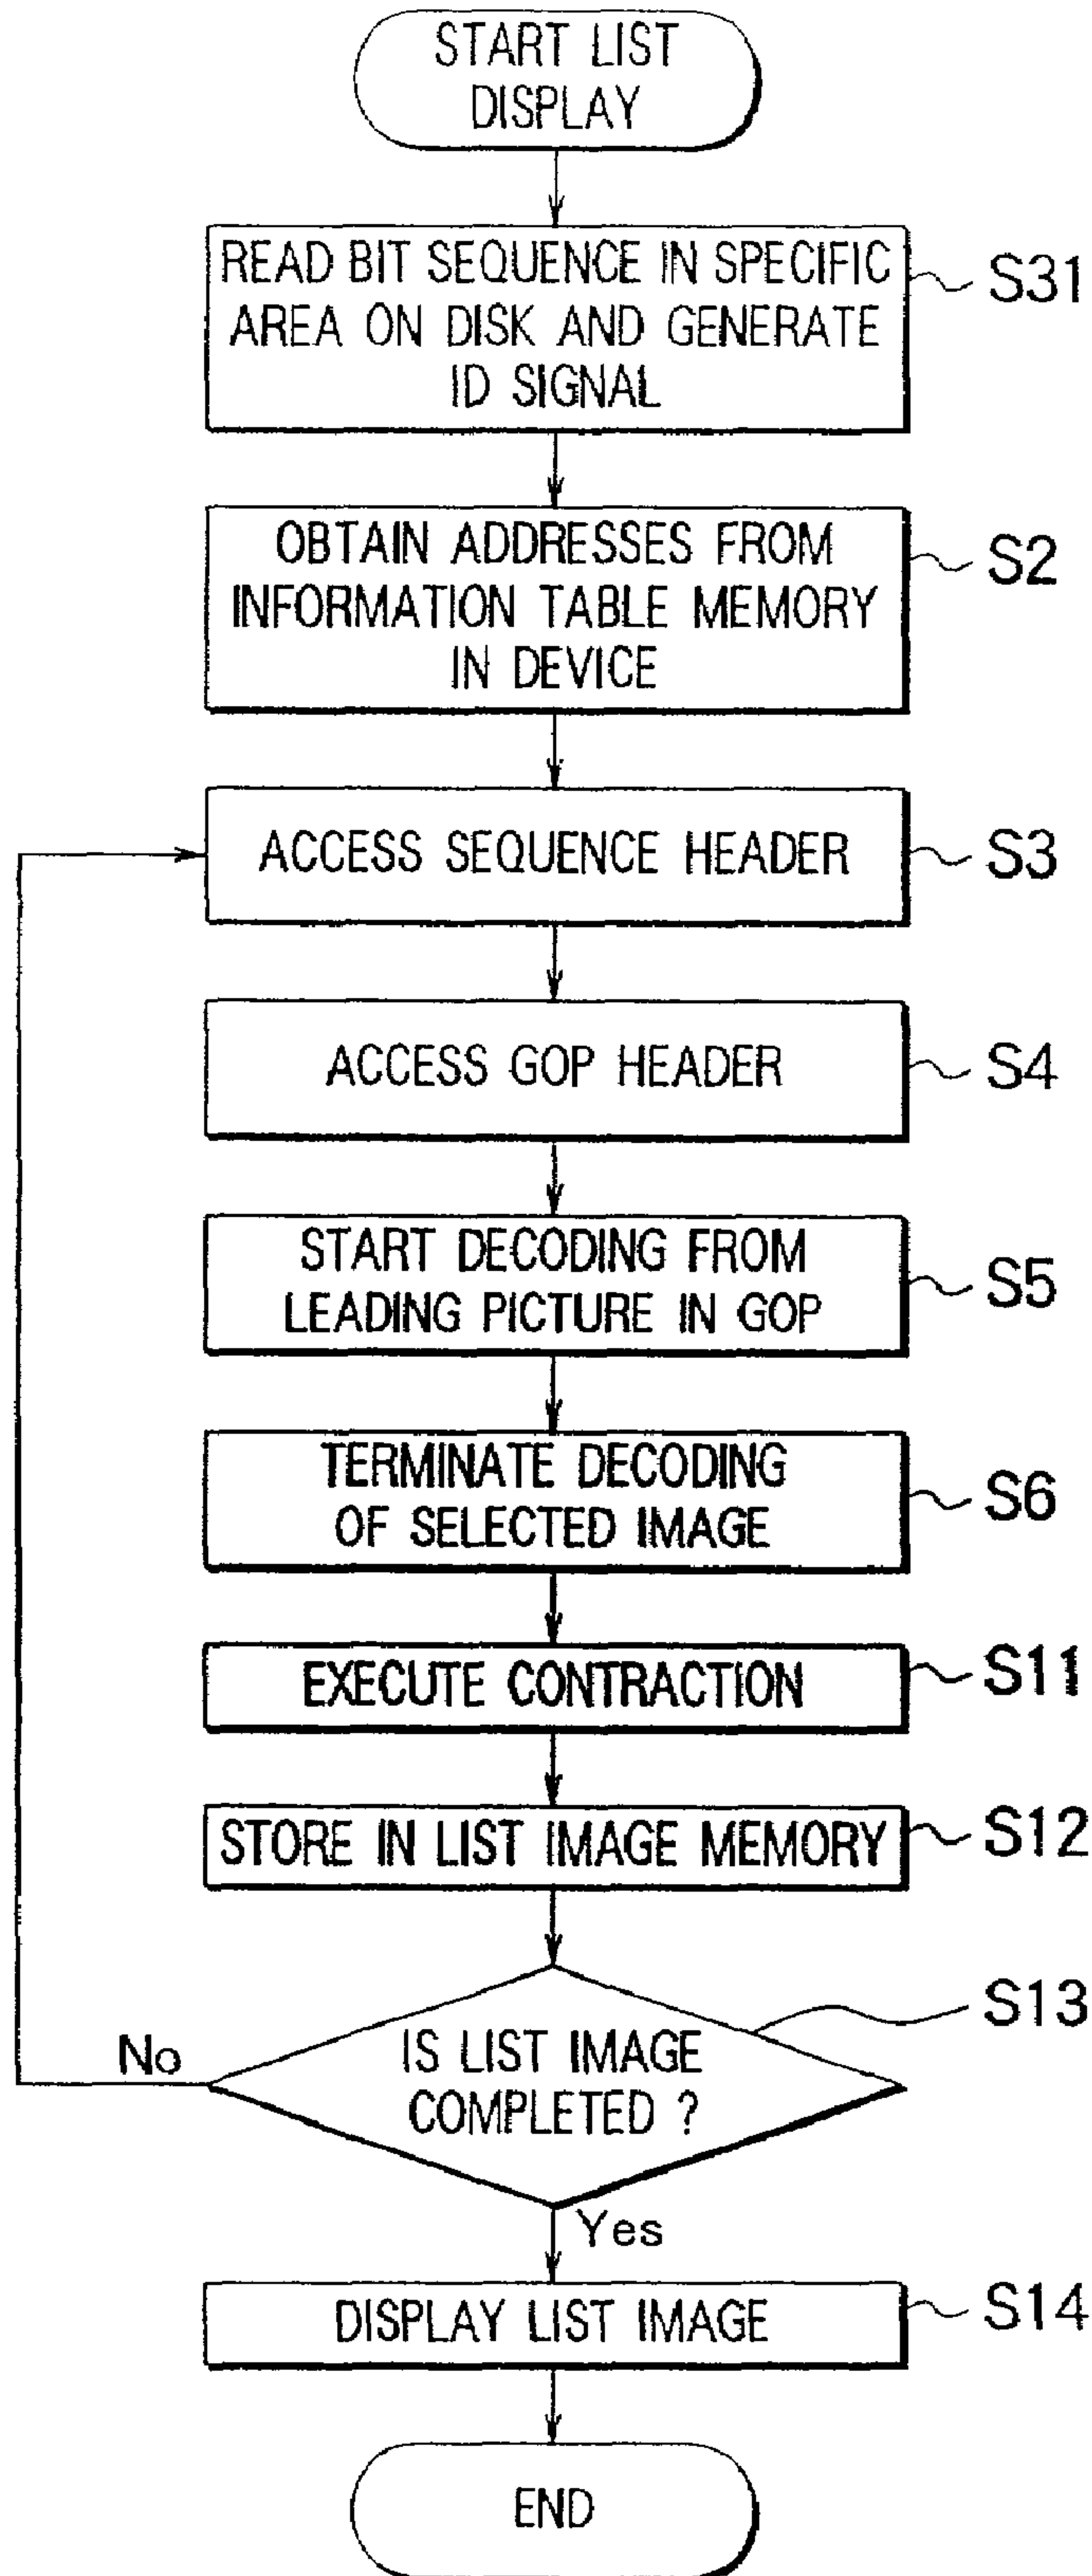 START LIST
DISPLAY
READ BIT SEQUENCE IN SPECIFIC
AREA ON DISK AND GENERATE
ID SIGNAL
S31
OBTAIN ADDRESSES FROM
INFORMATION TABLE MEMORY
IN DEVICE
S2
ACCESS SEQUENCE HEADER
S3
ACCESS GOP HEADER
S4
START DECODING FROM
LEADING PICTURE IN GOP
S5
TERMINATE DECODING
OF SELECTED IMAGE
S6
EXECUTE CONTRACTION
S11
STORE IN LIST IMAGE MEMORY
S12
IS LIST IMAGE
COMPLETED ?
S13
No
Yes
DISPLAY LIST IMAGE
S14
END